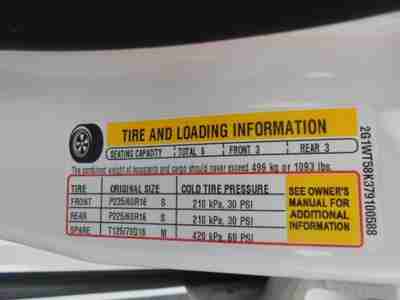 TIRE AND LOADING INFORMATION
SEATING CAPACITY TOTAL 6 FRONT 3 REAR 3
The combined weight of occupants and cargo should never exceed 496 kg or 1093 lbs.
TIRE ORIGINAL SIZE COLD TIRE PRESSURE
FRONT P225/60R16 S 210 kPa, 30 PSI
REAR P225/60R16 S 210 kPa, 30 PSI
SPARE T125/70D16 M 420 kPa, 60 PSI
SEE OWNER'S
MANUAL FOR
ADDITIONAL
INFORMATION
2G1WT58K379100588